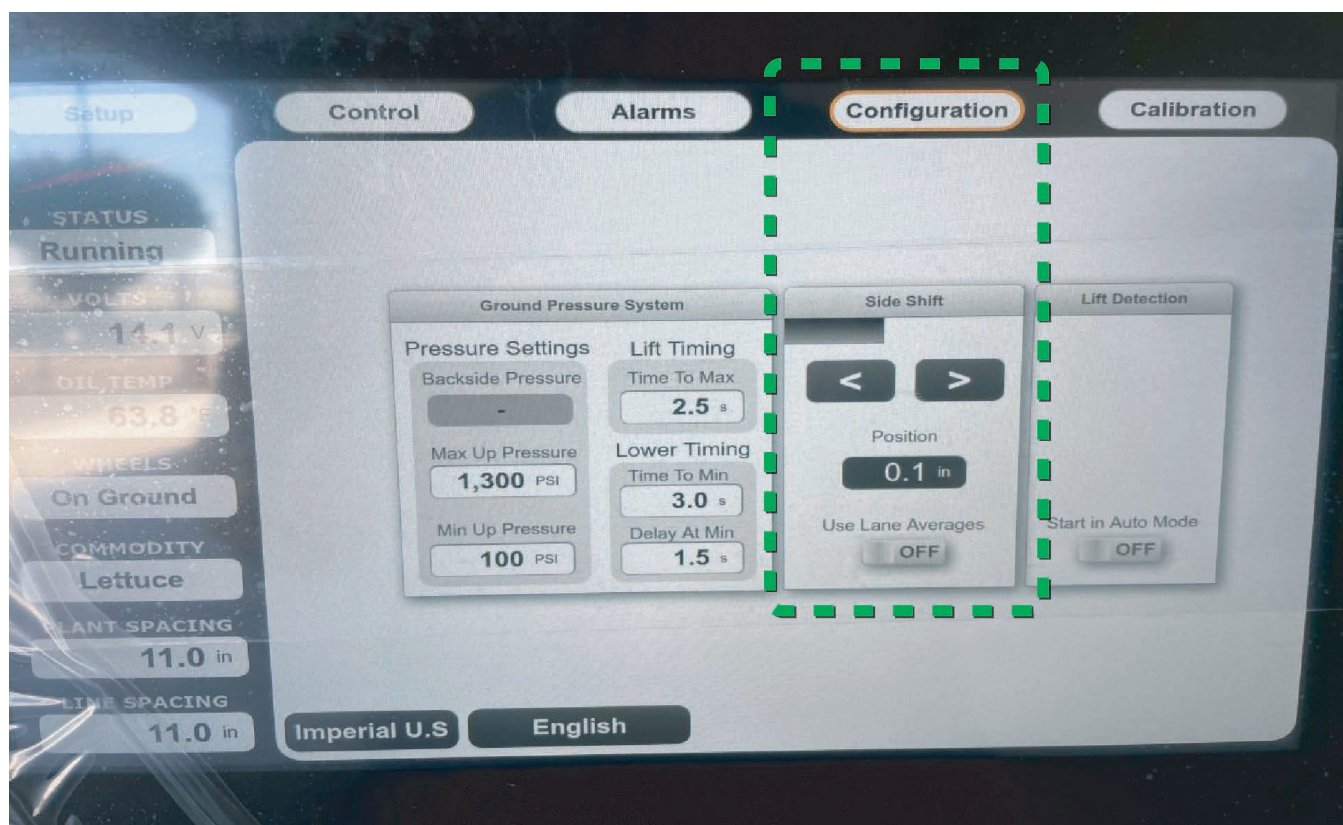 Setup
Control
Alarms
Configuration
Calibration
STATUS
Running
VOLTS
14.1 V
OIL TEMP
63.8 °F
WHEELS
On Ground
COMMODITY
Lettuce
PLANT SPACING
11.0 in
LINE SPACING
11.0 in
Ground Pressure System
Pressure Settings
Backside Pressure
-
Max Up Pressure
1,300 PSI
Min Up Pressure
100 PSI
Lift Timing
Time To Max
2.5 s
Lower Timing
Time To Min
3.0 s
Delay At Min
1.5 s
Side Shift
<
>
Position
0.1 in
Use Lane Averages
OFF
Lift Detection
Start in Auto Mode
OFF
Imperial U.S
English